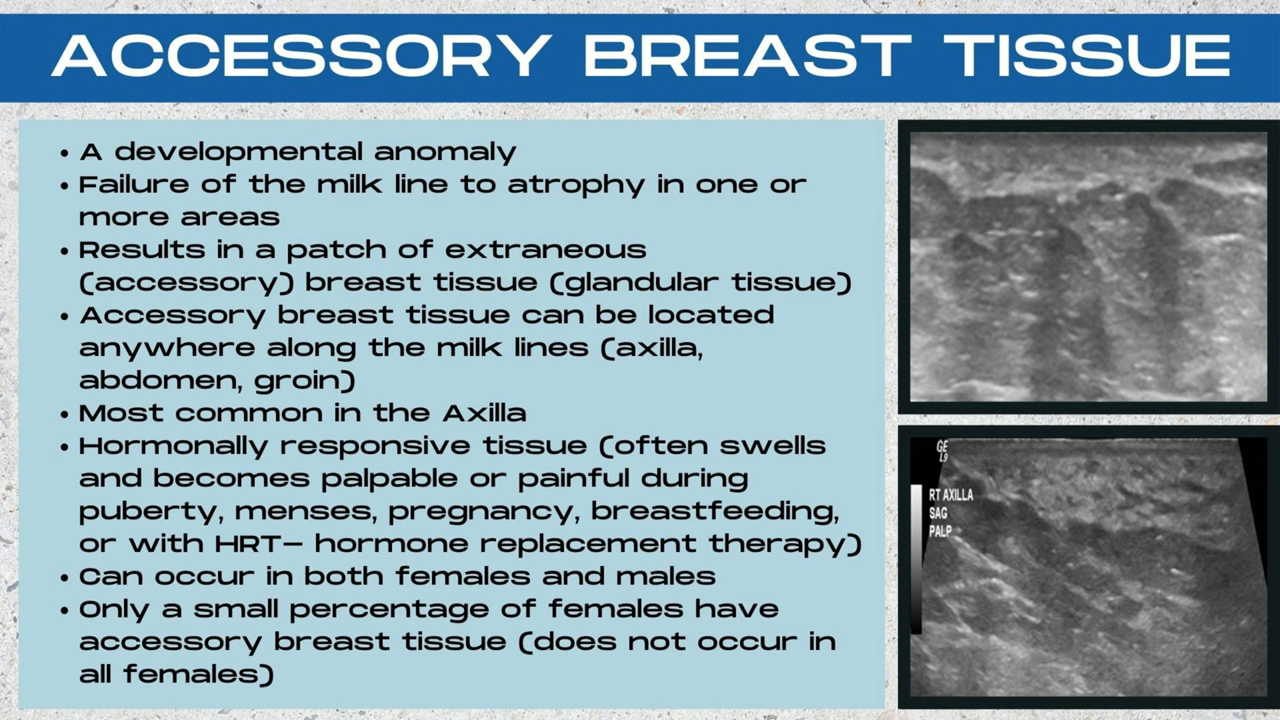 ACCESSORY BREAST TISSUE
• A developmental anomaly
• Failure of the milk line to atrophy in one or
more areas
• Results in a patch of extraneous
(accessory) breast tissue (glandular tissue)
• Accessory breast tissue can be located
anywhere along the milk lines (axilla,
abdomen, groin)
• Most common in the Axilla
• Hormonally responsive tissue (often swells
and becomes palpable or painful during
puberty, menses, pregnancy, breastfeeding,
or with HRT– hormone replacement therapy)
• Can occur in both females and males
• Only a small percentage of females have
accessory breast tissue (does not occur in
all females)
GE
L9
RT AXILLA
SAG
PALP